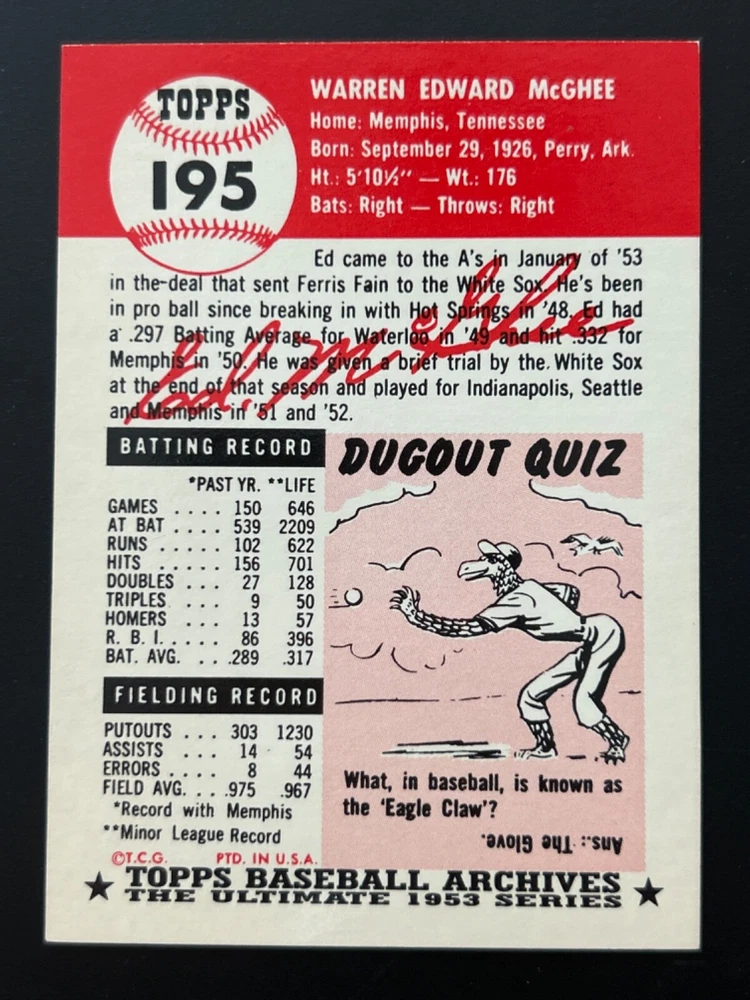 TOPPS
195
WARREN EDWARD McGHEE
Home: Memphis, Tennessee
Born: September 29, 1926, Perry, Ark.
Ht.: 5'10½" — Wt.: 176
Bats: Right — Throws: Right
Ed came to the A's in January of '53
in the-deal that sent Ferris Fain to the White Sox. He's been
in pro ball since breaking in with Hot Springs in '48. Ed had
a .297 Batting Average for Waterloo in '49 and hit .332 for
Memphis in '50. He was given a brief trial by the White Sox
at the end of that season and played for Indianapolis, Seattle
and Memphis in '51 and '52.
Ed. McGhee
BATTING RECORD
*PAST YR. **LIFE
GAMES .... 150 646
AT BAT .... 539 2209
RUNS ..... 102 622
HITS ..... 156 701
DOUBLES ... 27 128
TRIPLES ... 9 50
HOMERS ... 13 57
R. B. I. .... 86 396
BAT. AVG. ... .289 .317
FIELDING RECORD
PUTOUTS ... 303 1230
ASSISTS ... 14 54
ERRORS .... 8 44
FIELD AVG. ... .975 .967
*Record with Memphis
**Minor League Record
©T.C.G. PTD. IN U.S.A.
DUGOUT QUIZ
What, in baseball, is known as
the 'Eagle Claw'?
Ans.: The Glove.
★ TOPPS BASEBALL ARCHIVES ★
THE ULTIMATE 1953 SERIES